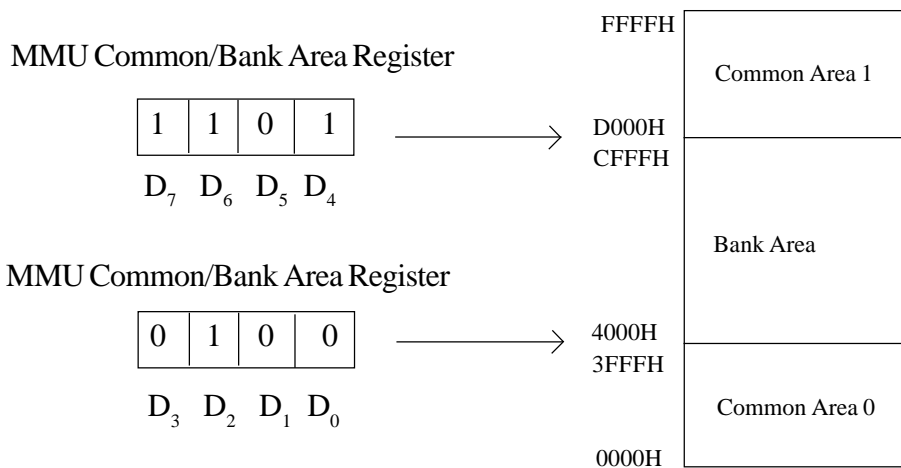 MMU Common/Bank Area Register
1 1 0 1
D7 D6 D5 D4
MMU Common/Bank Area Register
0 1 0 0
D3 D2 D1 D0
FFFFH
Common Area 1
D000H
CFFFH
Bank Area
4000H
3FFFH
Common Area 0
0000H